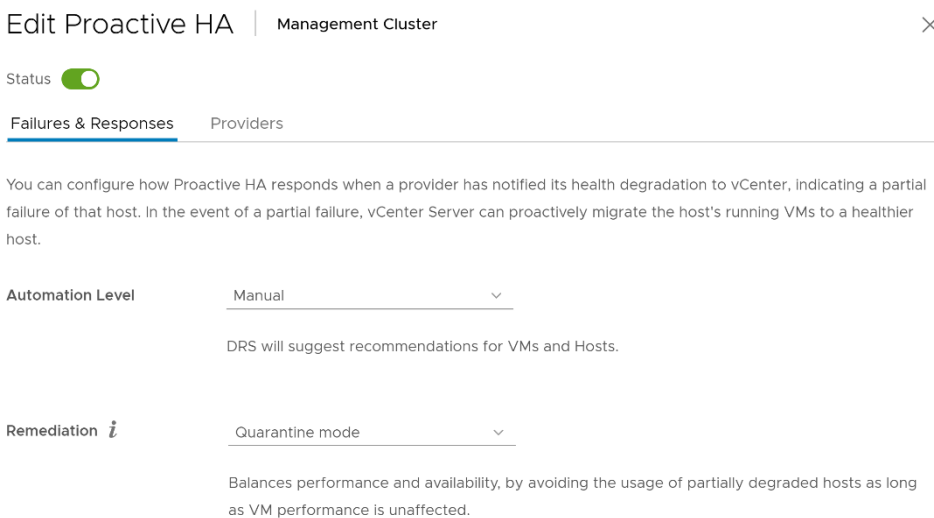 Edit Proactive HA | Management Cluster
Status
Failures & Responses Providers
You can configure how Proactive HA responds when a provider has notified its health degradation to vCenter, indicating a partial
failure of that host. In the event of a partial failure, vCenter Server can proactively migrate the host's running VMs to a healthier
host.
Automation Level Manual
DRS will suggest recommendations for VMs and Hosts.
Remediation i Quarantine mode
Balances performance and availability, by avoiding the usage of partially degraded hosts as long
as VM performance is unaffected.